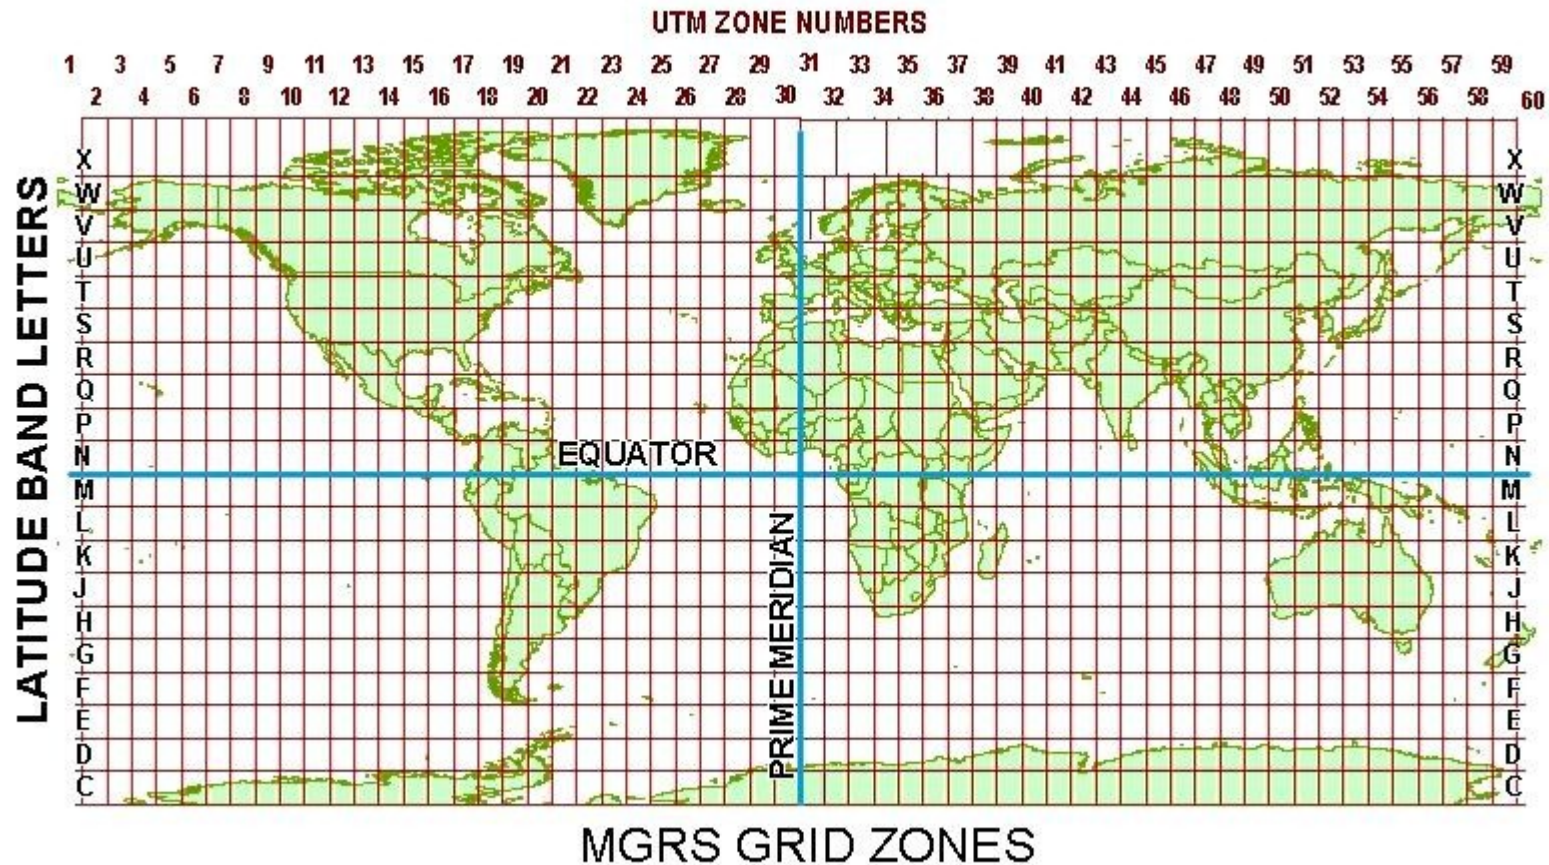 UTM ZONE NUMBERS
1 3 5 7 9 11 13 15 17 19 21 23 25 27 29 31 33 35 37 39 41 43 45 47 49 51 53 55 57 59
2 4 6 8 10 12 14 16 18 20 22 24 26 28 30 32 34 36 38 40 42 44 46 48 50 52 54 56 58 60
LATITUDE BAND LETTERS
X X
W W
V V
U U
T T
S S
R R
Q Q
P P
N EQUATOR N
M M
L L
K K
J J
H H
G G
F F
E E
D D
C C
PRIME MERIDIAN
MGRS GRID ZONES